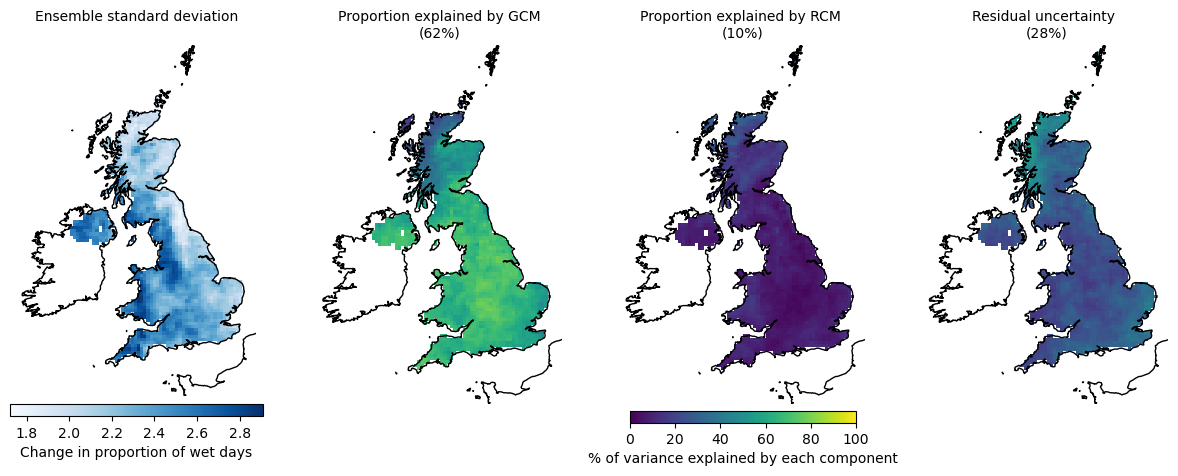 Ensemble standard deviation
Proportion explained by GCM
(62%)
Proportion explained by RCM
(10%)
Residual uncertainty
(28%)
1.8 2.0 2.2 2.4 2.6 2.8
Change in proportion of wet days
0 20 40 60 80 100
% of variance explained by each component